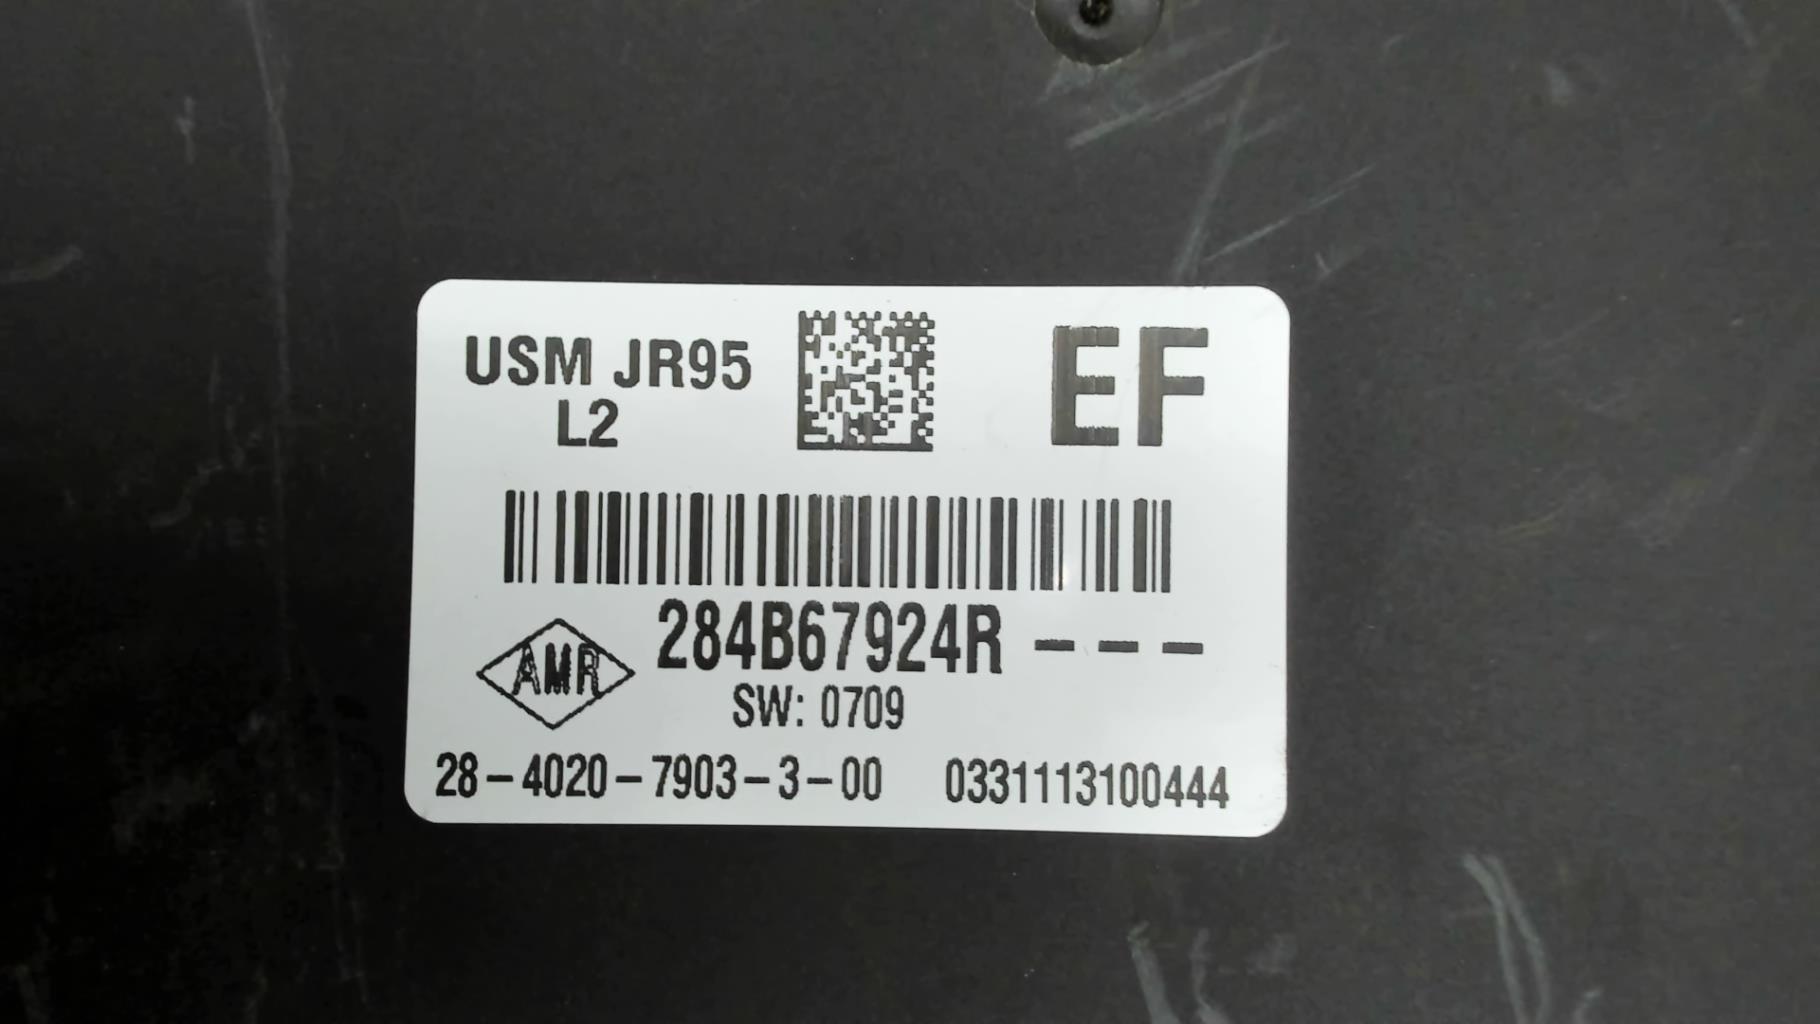 USM JR95
L2
EF
284B67924R - - -
AMR
SW: 0709
28-4020-7903-3-00 0331113100444